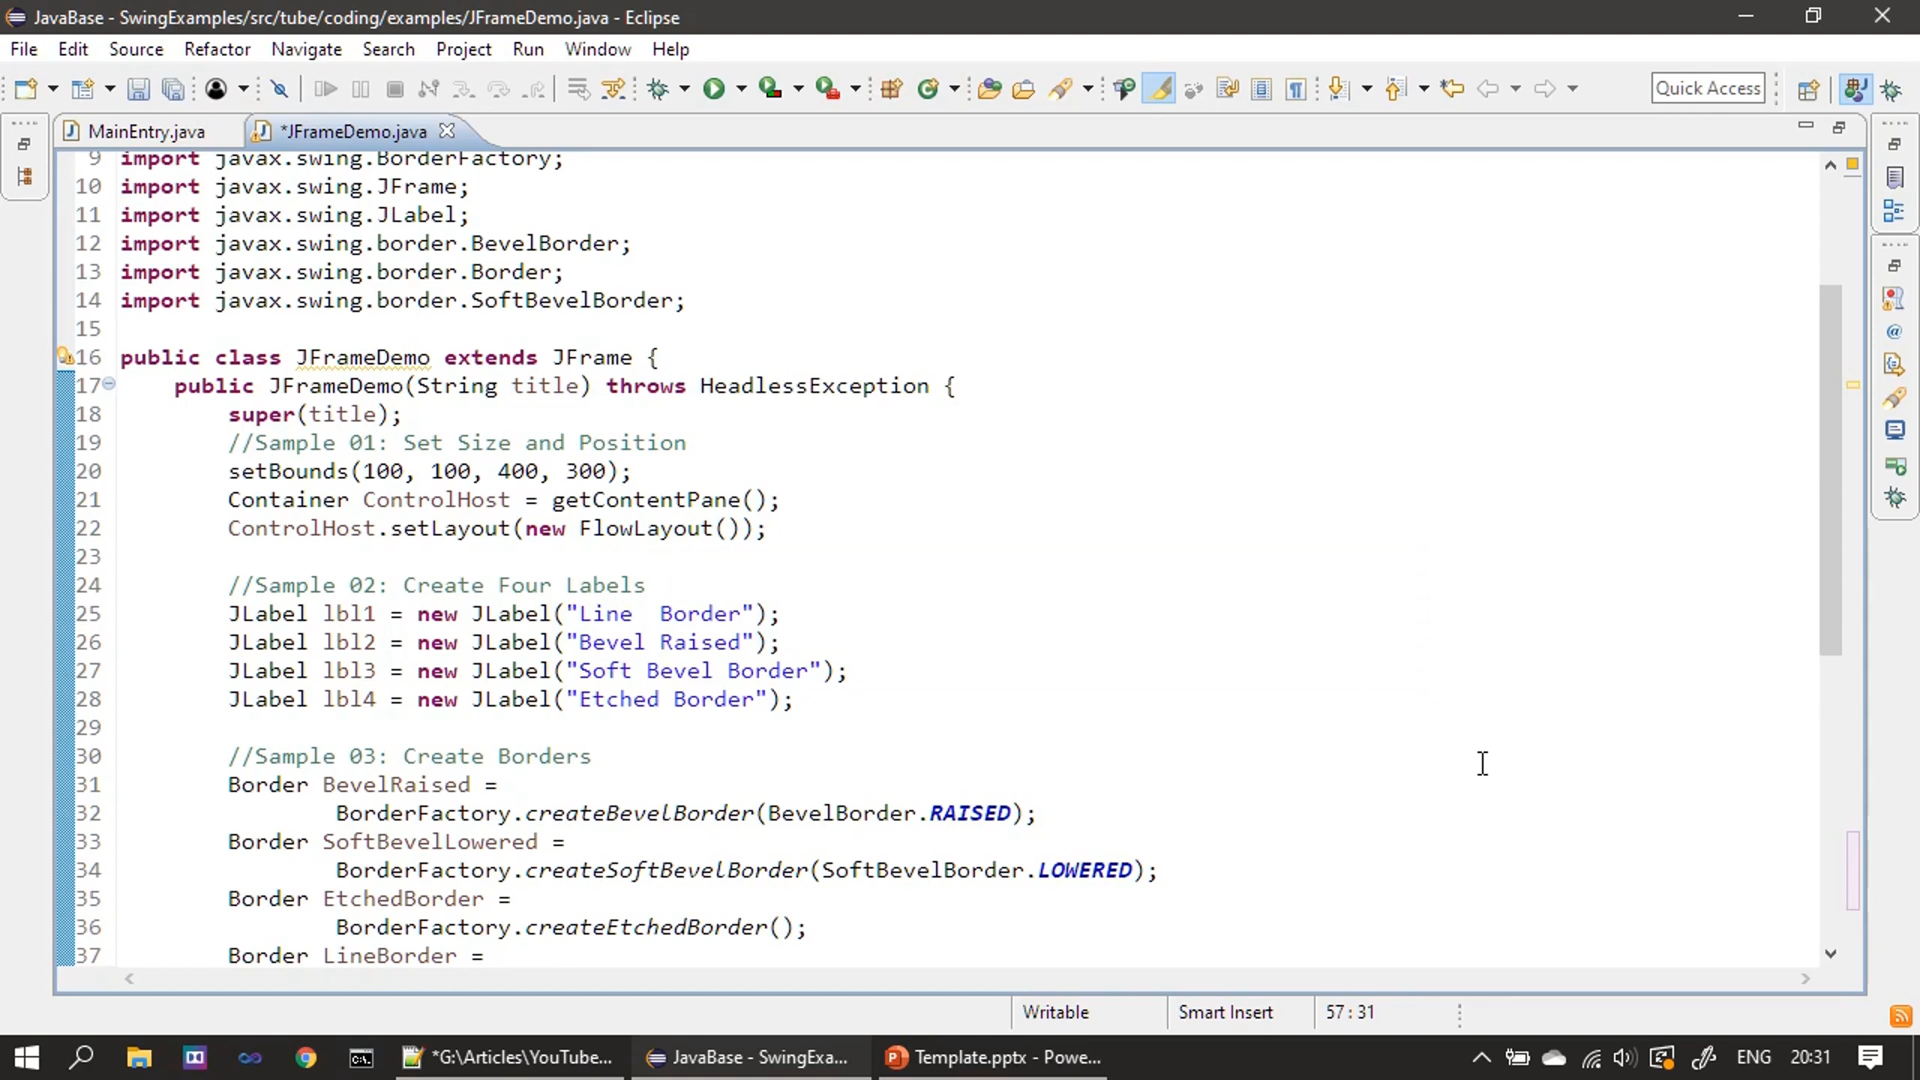 JavaBase - SwingExamples/src/tube/coding/examples/JFrameDemo.java - Eclipse
File Edit Source Refactor Navigate Search Project Run Window Help
Quick Access
MainEntry.java *JFrameDemo.java
9 import javax.swing.BorderFactory;
10 import javax.swing.JFrame;
11 import javax.swing.JLabel;
12 import javax.swing.border.BevelBorder;
13 import javax.swing.border.Border;
14 import javax.swing.border.SoftBevelBorder;
15
16 public class JFrameDemo extends JFrame {
17 public JFrameDemo(String title) throws HeadlessException {
18 super(title);
19 //Sample 01: Set Size and Position
20 setBounds(100, 100, 400, 300);
21 Container ControlHost = getContentPane();
22 ControlHost.setLayout(new FlowLayout());
23
24 //Sample 02: Create Four Labels
25 JLabel lbl1 = new JLabel("Line  Border");
26 JLabel lbl2 = new JLabel("Bevel Raised");
27 JLabel lbl3 = new JLabel("Soft Bevel Border");
28 JLabel lbl4 = new JLabel("Etched Border");
29
30 //Sample 03: Create Borders
31 Border BevelRaised =
32 BorderFactory.createBevelBorder(BevelBorder.RAISED);
33 Border SoftBevelLowered =
34 BorderFactory.createSoftBevelBorder(SoftBevelBorder.LOWERED);
35 Border EtchedBorder =
36 BorderFactory.createEtchedBorder();
37 Border LineBorder =
Writable Smart Insert 57 : 31
*G:\Articles\YouTube... JavaBase - SwingExa... Template.pptx - Powe... ENG 20:31